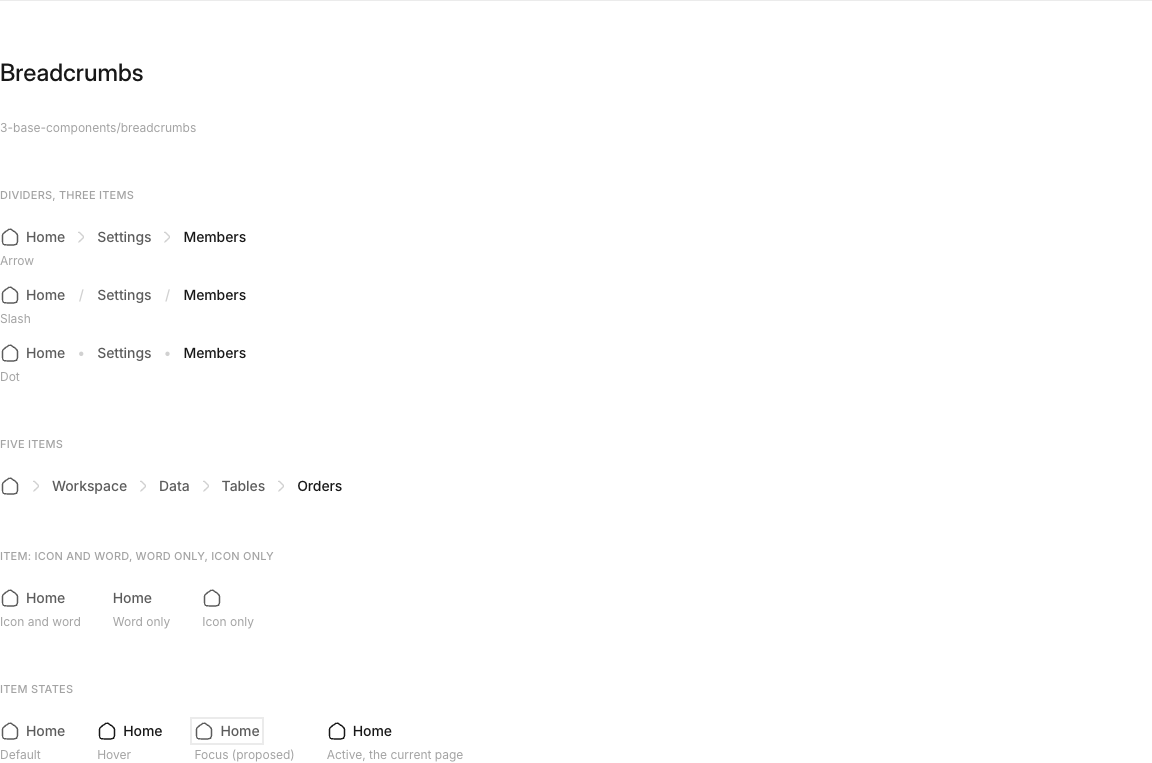 Breadcrumbs
3-base-components/breadcrumbs
DIVIDERS, THREE ITEMS
Home Settings Members
Arrow
Home / Settings / Members
Slash
Home • Settings • Members
Dot
FIVE ITEMS
Workspace Data Tables Orders
ITEM: ICON AND WORD, WORD ONLY, ICON ONLY
Home Home
Icon and word Word only Icon only
ITEM STATES
Home Home Home Home
Default Hover Focus (proposed) Active, the current page